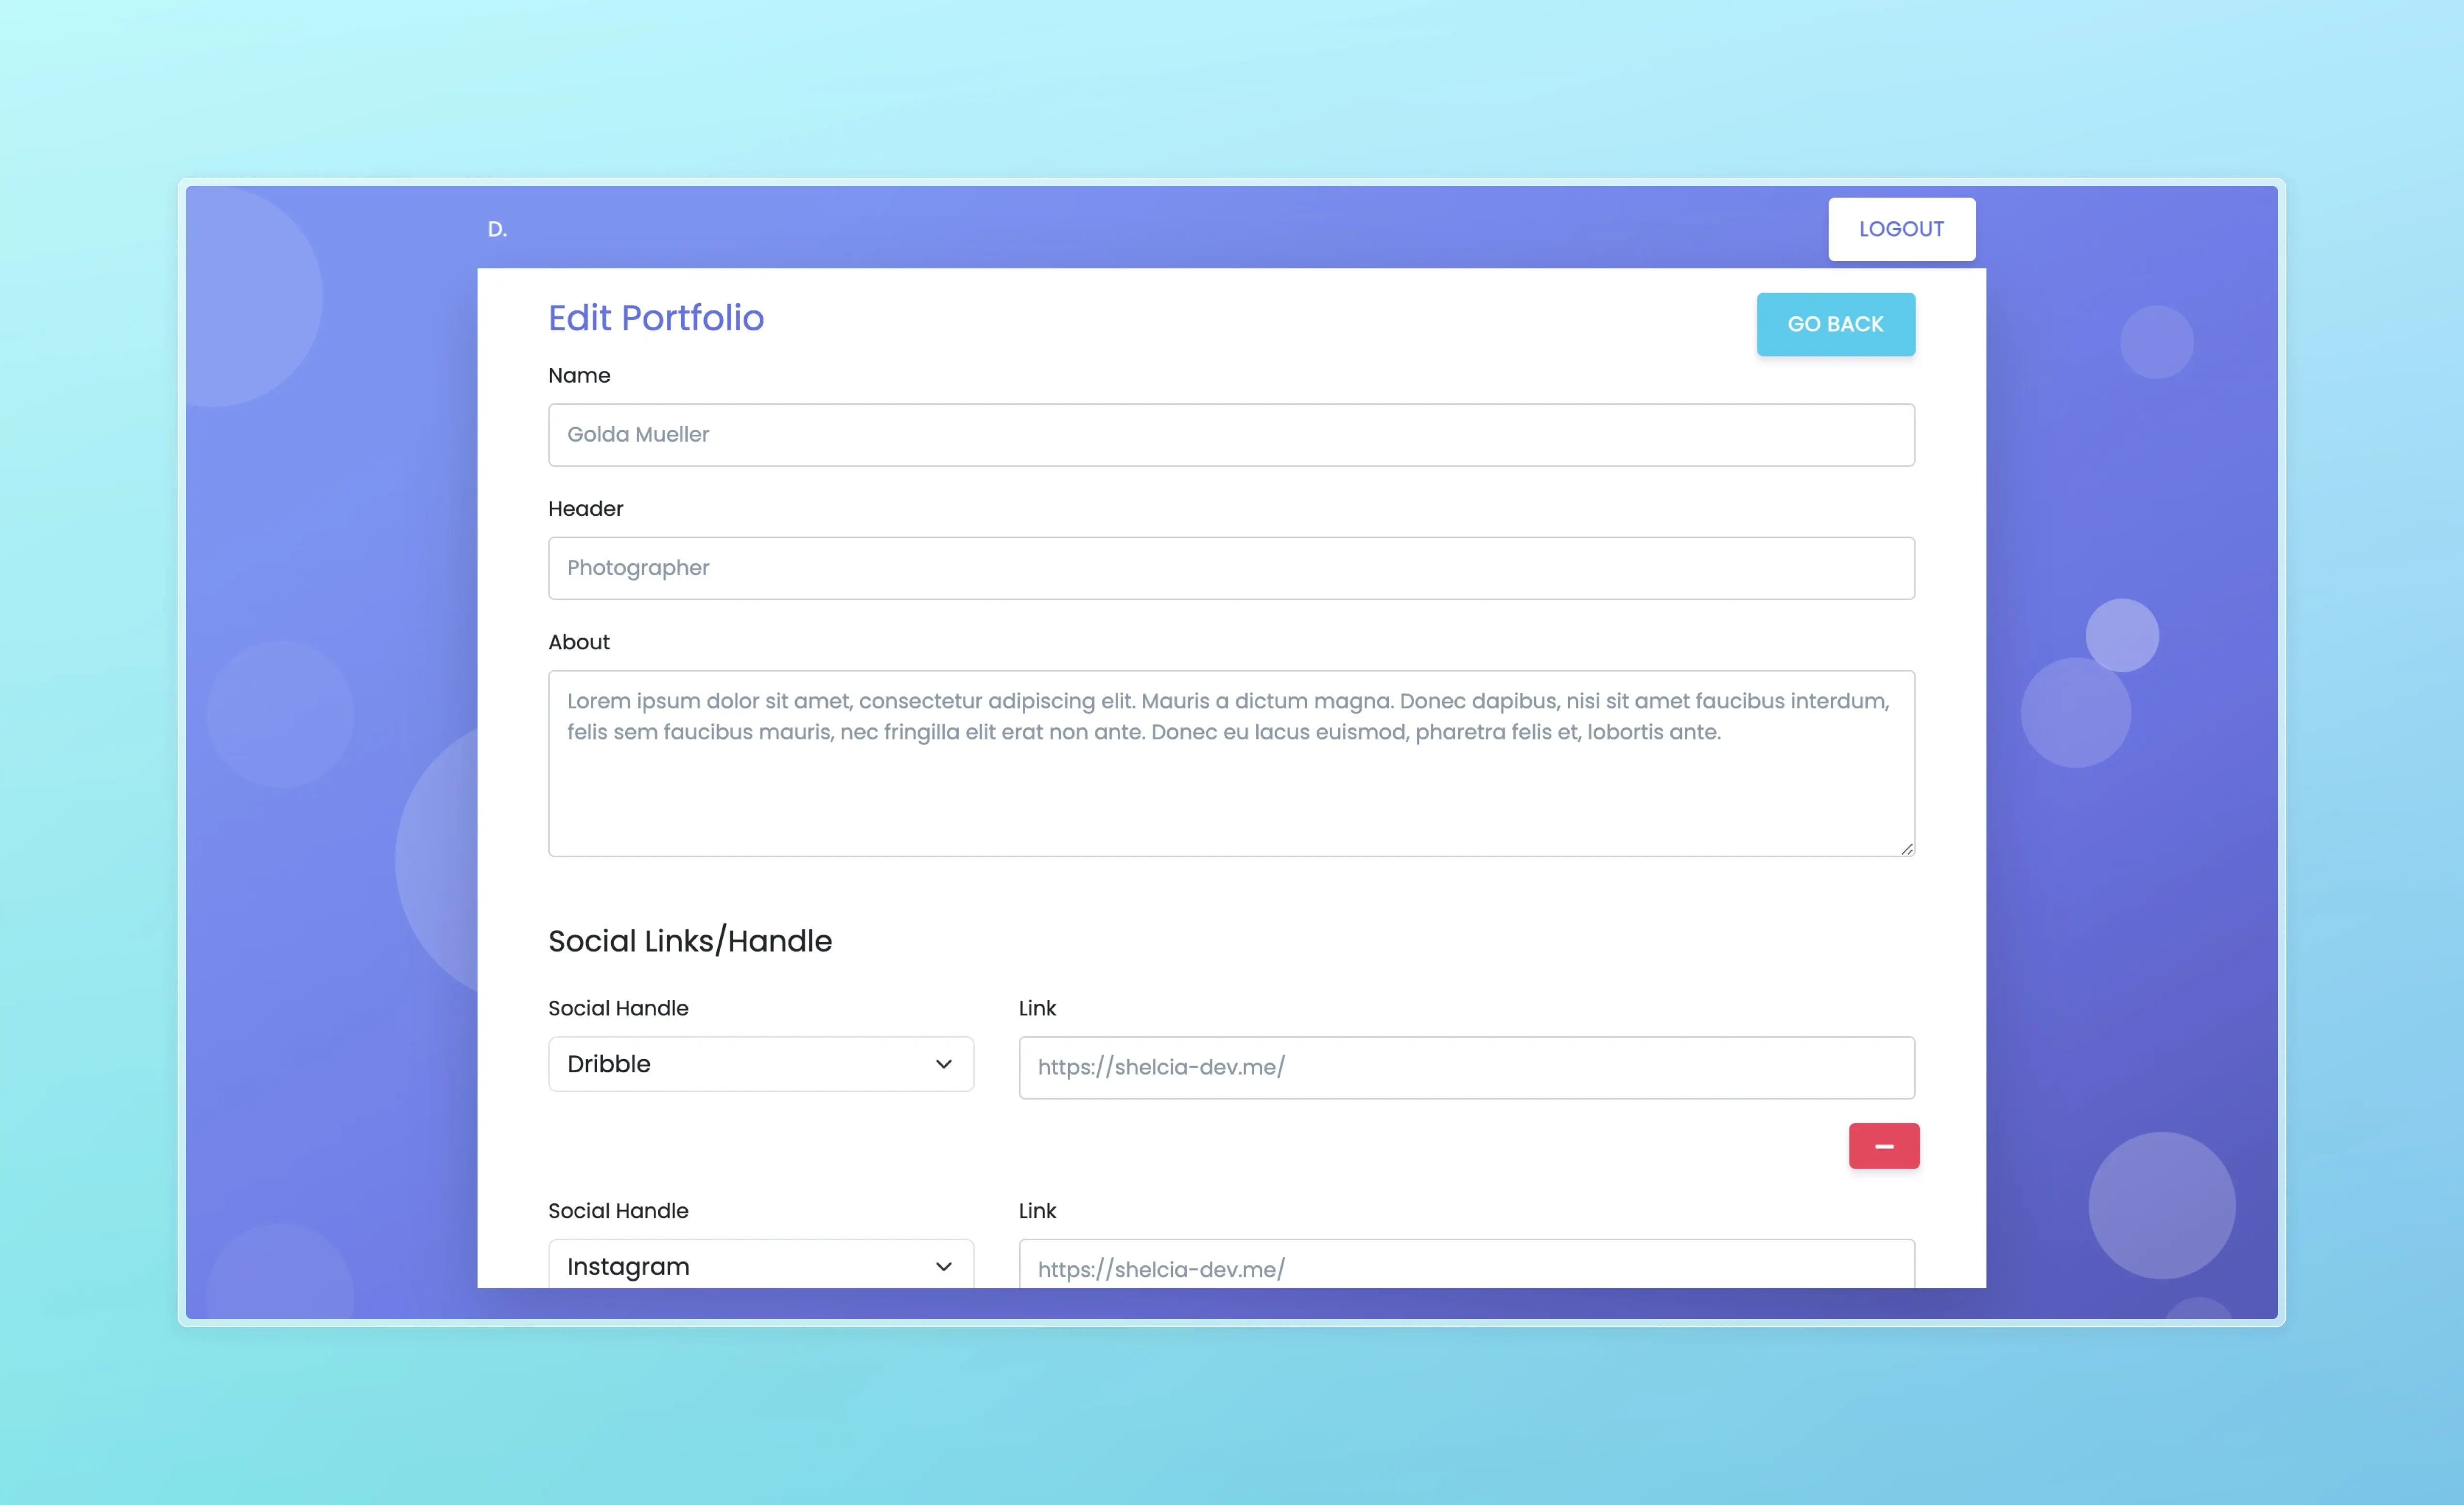 D.
LOGOUT
Edit Portfolio
GO BACK
Name
Golda Mueller
Header
Photographer
About
Lorem ipsum dolor sit amet, consectetur adipiscing elit. Mauris a dictum magna. Donec dapibus, nisi sit amet faucibus interdum,
felis sem faucibus mauris, nec fringilla elit erat non ante. Donec eu lacus euismod, pharetra felis et, lobortis ante.
Social Links/Handle
Social Handle
Link
Dribble
https://shelcia-dev.me/
Social Handle
Link
Instagram
https://shelcia-dev.me/